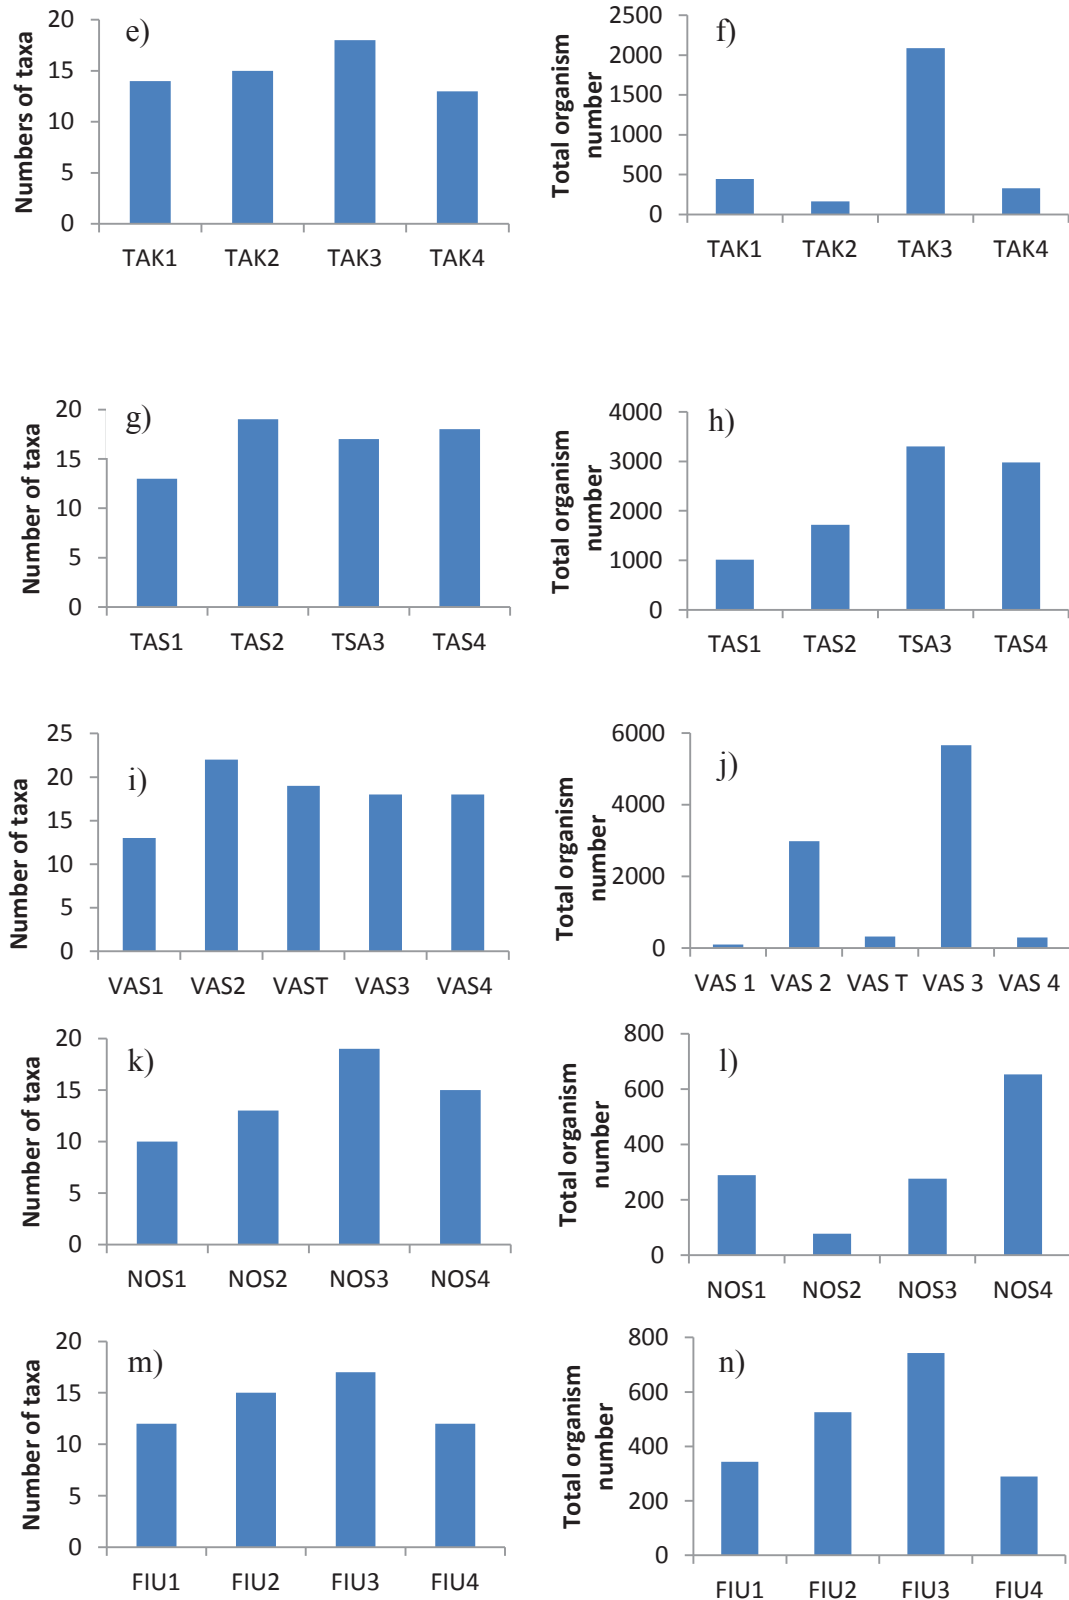 e)
Numbers of taxa
20
15
10
5
0
TAK1 TAK2 TAK3 TAK4
f)
Total organism
number
2500
2000
1500
1000
500
0
TAK1 TAK2 TAK3 TAK4
g)
Number of taxa
20
15
10
5
0
TAS1 TAS2 TSA3 TAS4
h)
Total organism
number
4000
3000
2000
1000
0
TAS1 TAS2 TSA3 TAS4
i)
Number of taxa
25
20
15
10
5
0
VAS1 VAS2 VAST VAS3 VAS4
j)
Total organism
number
6000
4000
2000
0
VAS 1 VAS 2 VAS T VAS 3 VAS 4
k)
Number of taxa
20
15
10
5
0
NOS1 NOS2 NOS3 NOS4
l)
Total organism
number
800
600
400
200
0
NOS1 NOS2 NOS3 NOS4
m)
Number of taxa
20
15
10
5
0
FIU1 FIU2 FIU3 FIU4
n)
Total organism
number
800
600
400
200
0
FIU1 FIU2 FIU3 FIU4